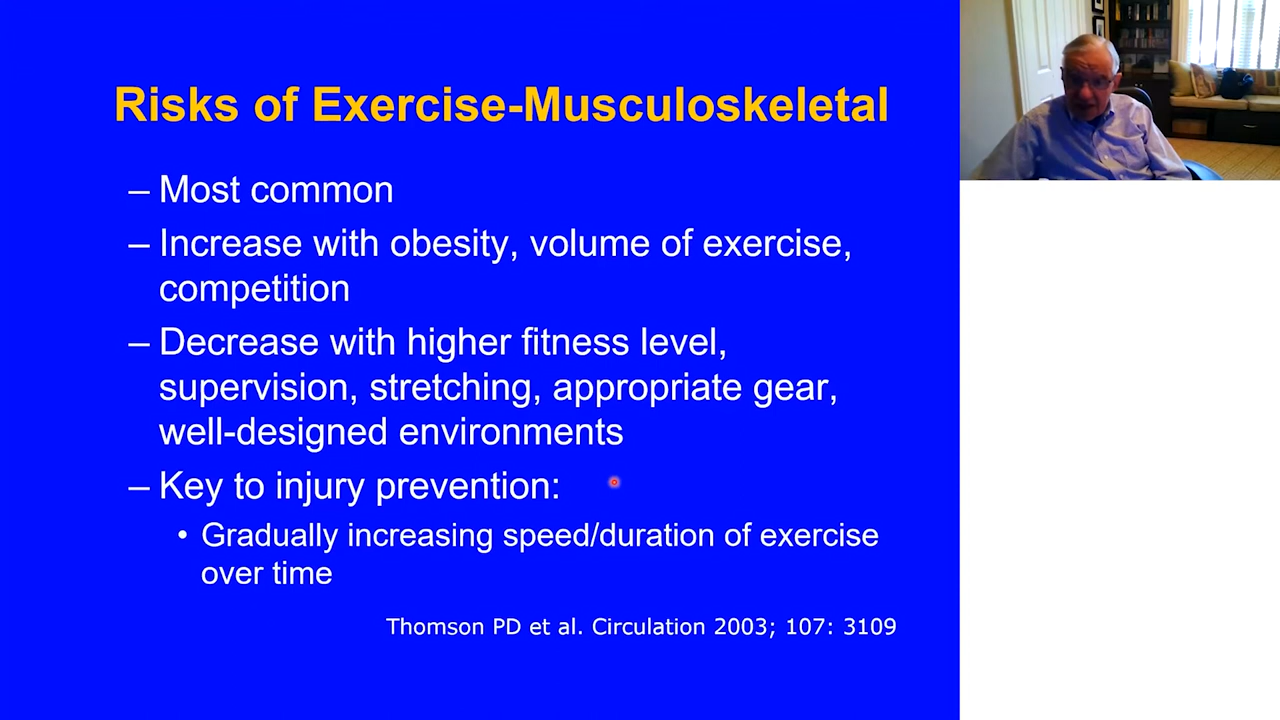 Risks of Exercise-Musculoskeletal
– Most common
– Increase with obesity, volume of exercise,
competition
– Decrease with higher fitness level,
supervision, stretching, appropriate gear,
well-designed environments
– Key to injury prevention:
• Gradually increasing speed/duration of exercise
over time
Thomson PD et al. Circulation 2003; 107: 3109